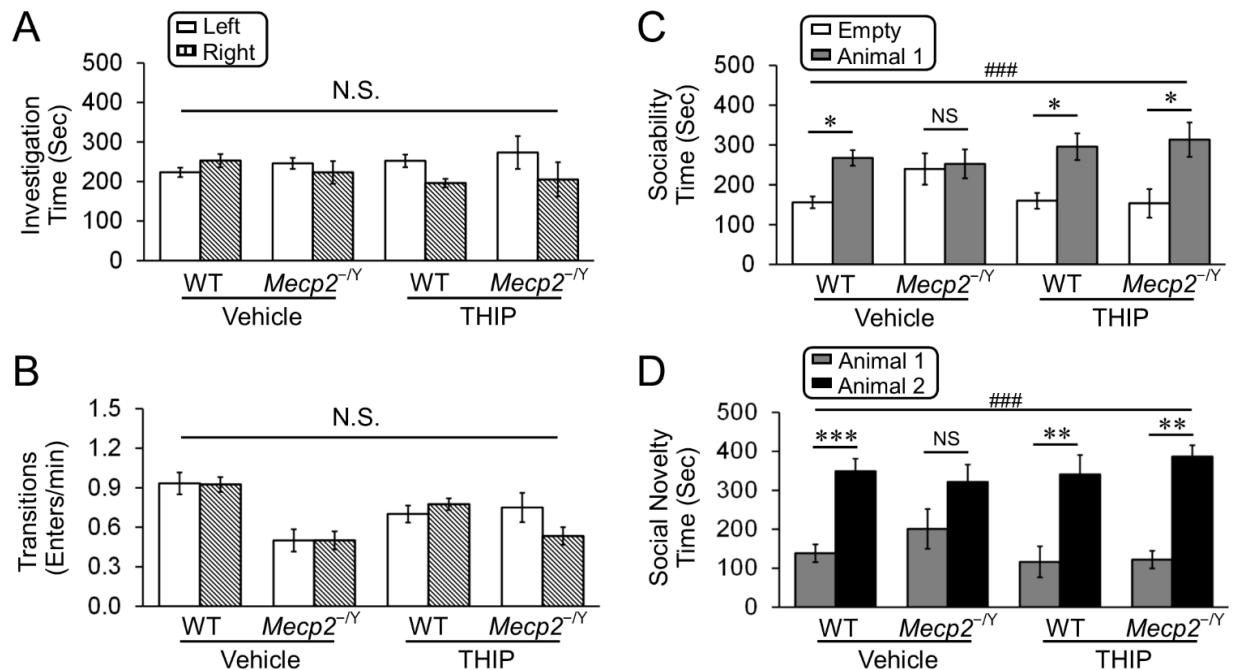 A
Left
Right
Investigation
Time (Sec)
500
400
300
200
100
0
N.S.
WT
Mecp2⁻/Y
WT
Mecp2⁻/Y
Vehicle
THIP
C
Empty
Animal 1
Sociability
Time (Sec)
500
400
300
200
100
0
###
*
NS
*
*
WT
Mecp2⁻/Y
WT
Mecp2⁻/Y
Vehicle
THIP
B
Transitions
(Enters/min)
1.5
1.2
0.9
0.6
0.3
0.0
N.S.
WT
Mecp2⁻/Y
WT
Mecp2⁻/Y
Vehicle
THIP
D
Animal 1
Animal 2
Social Novelty
Time (Sec)
500
400
300
200
100
0
###
***
NS
**
**
WT
Mecp2⁻/Y
WT
Mecp2⁻/Y
Vehicle
THIP